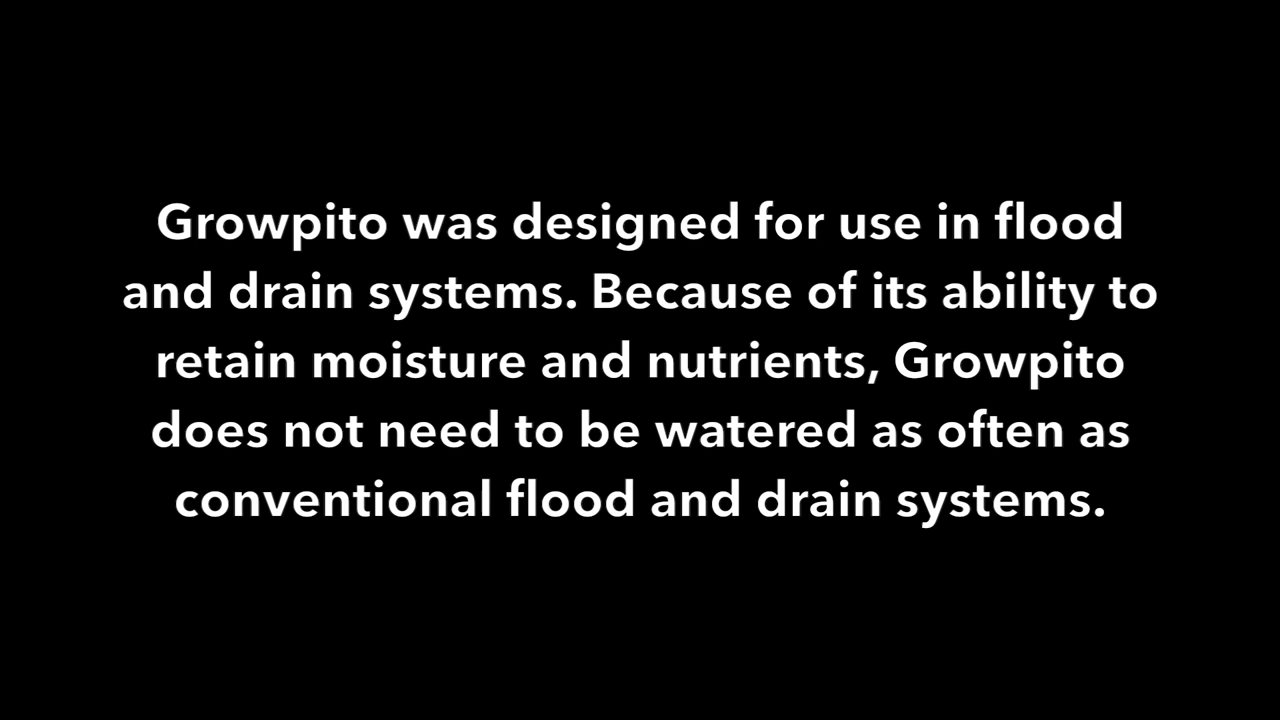 Growpito was designed for use in flood
and drain systems. Because of its ability to
retain moisture and nutrients, Growpito
does not need to be watered as often as
conventional flood and drain systems.